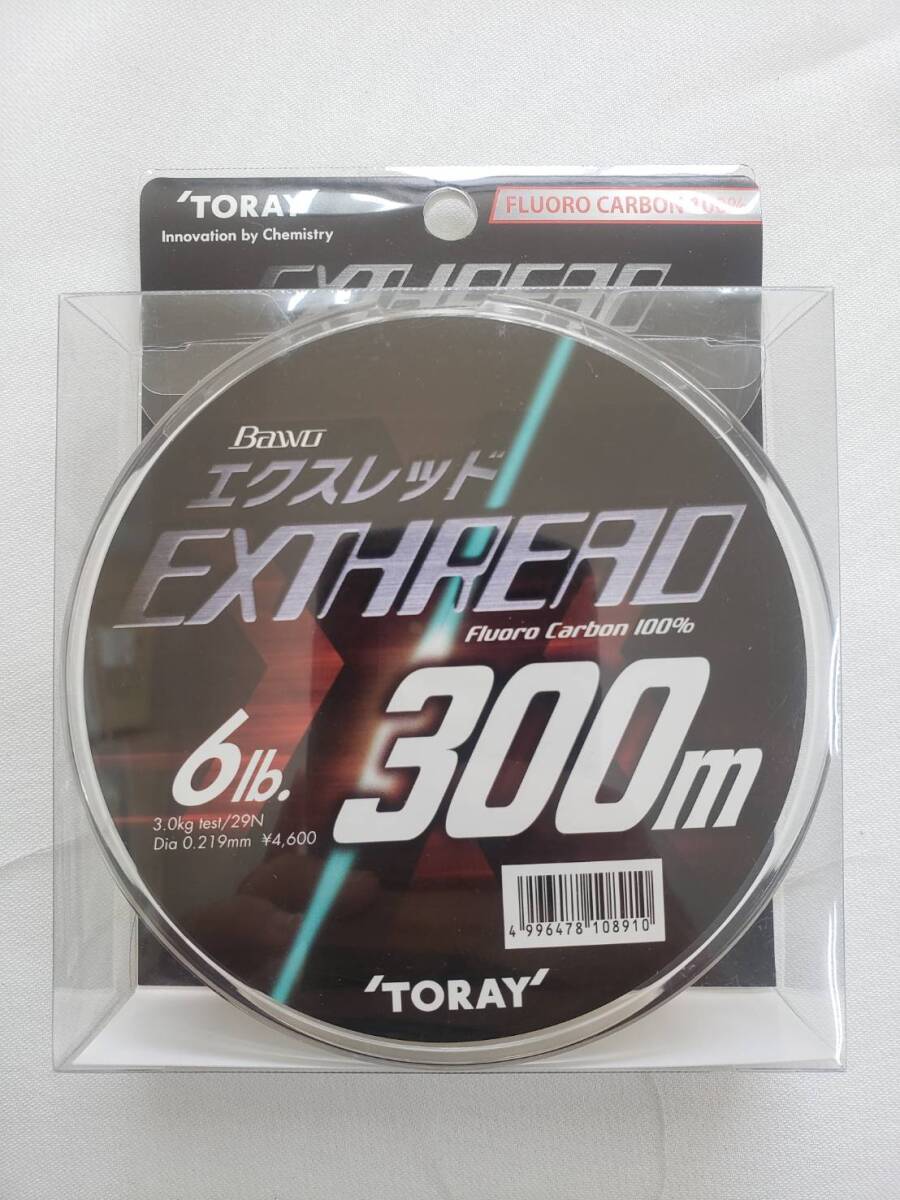 'TORAY'
Innovation by Chemistry
FLUORO CARBON 100%
EXTHREAD
Bawo
エクスレッド
EXTHREAD
Fluoro Carbon 100%
300m
6lb.
3.0kg test/29N
Dia 0.219mm ¥4,600
4 996478 108910
'TORAY'